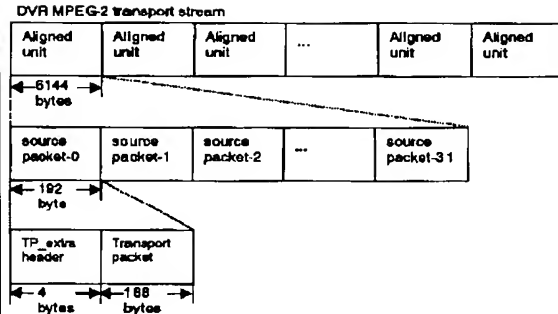 DVR MPEG-2 transport stream
Aligned unit Aligned unit Aligned unit ... Aligned unit Aligned unit
6144 bytes
source packet-0 source packet-1 source packet-2 ... source packet-31
192 byte
TP_extra header Transport packet
4 bytes 188 bytes